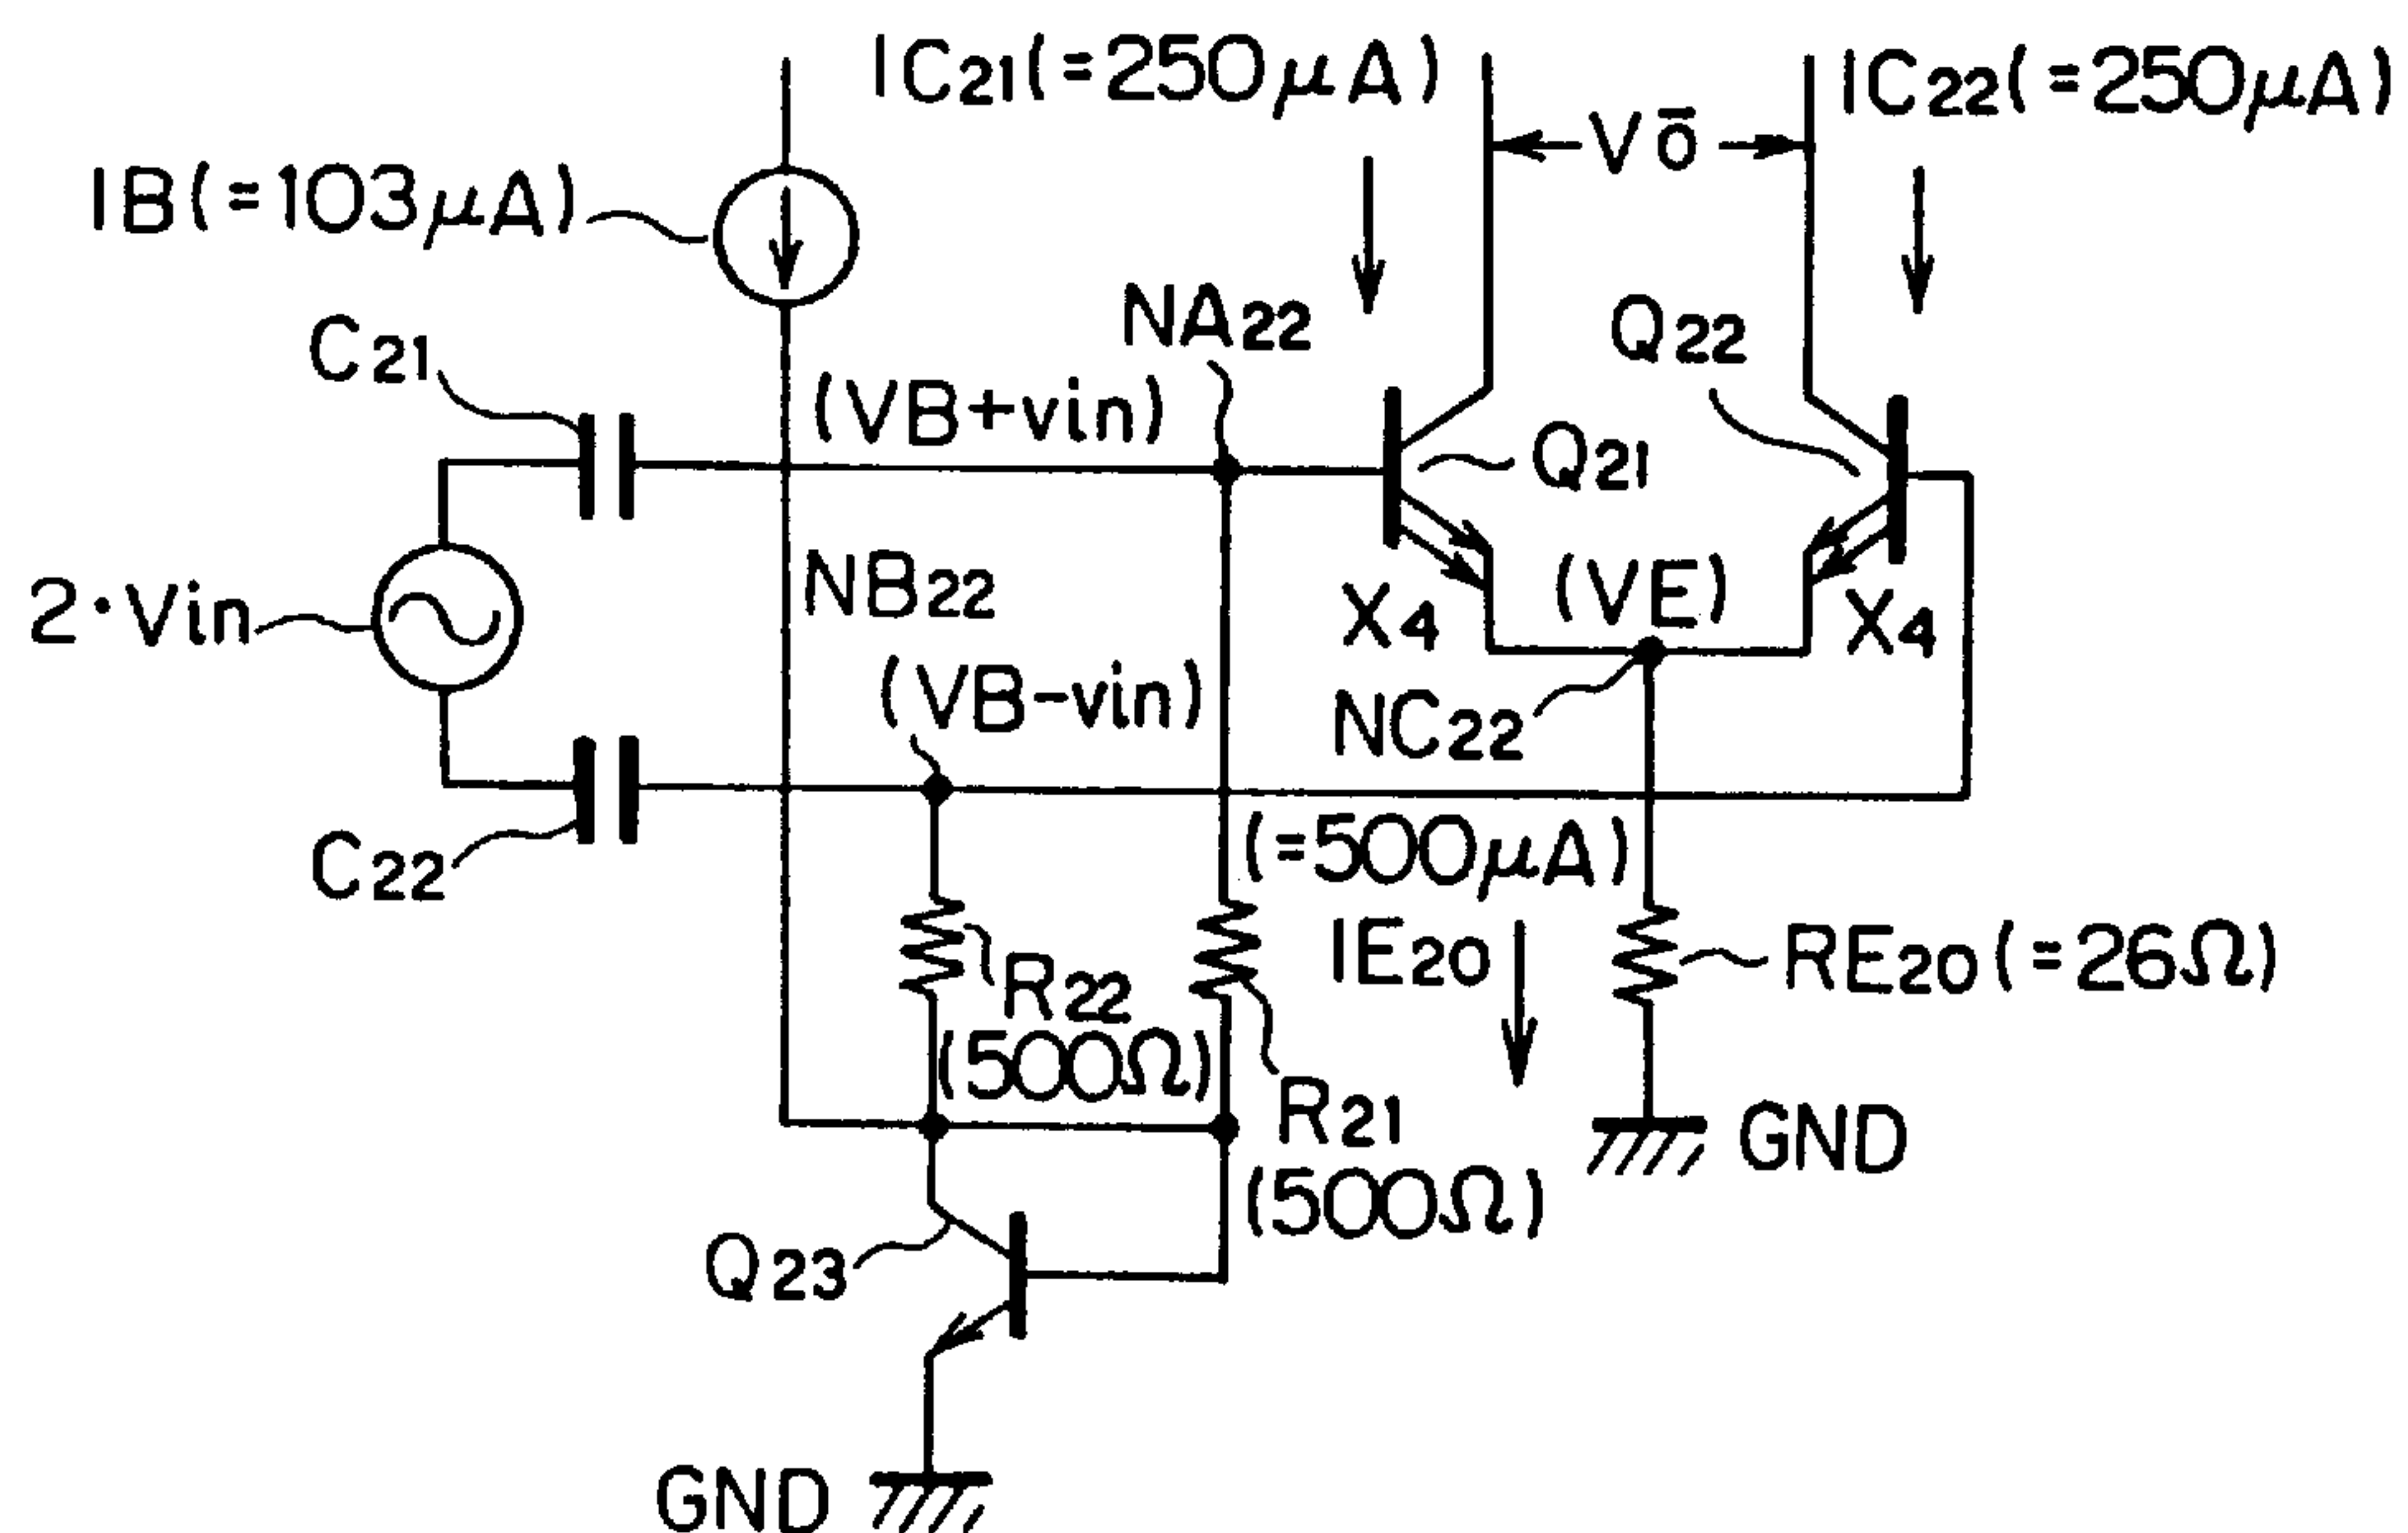 IC21(=250μA)
IC22(=250μA)
Vō
IB(=103μA)
NA22
Q22
C21
(VB+vin)
Q21
NB22
(VE)
2·Vin
X4
X4
(VB-vin)
NC22
(=500μA)
C22
IE20
RE20(=26Ω)
R22
(500Ω)
R21
(500Ω)
GND
Q23
GND